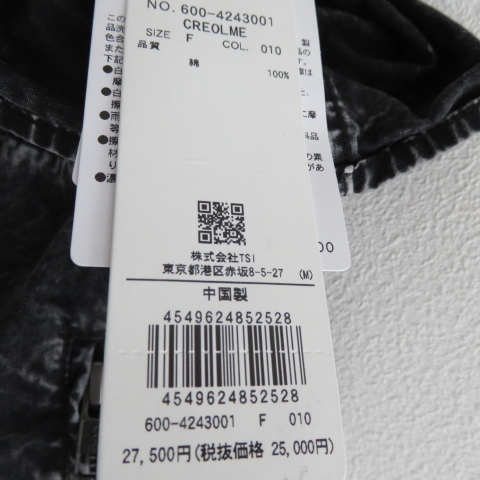 NO. 600-4243001
CREOLME
SIZE F COL. 010
品質
綿 100%
株式会社TSI
東京都港区赤坂8-5-27 (M)
中国製
4549624852528
4549624852528
600-4243001 F 010
27,500円(税抜価格 25,000円)